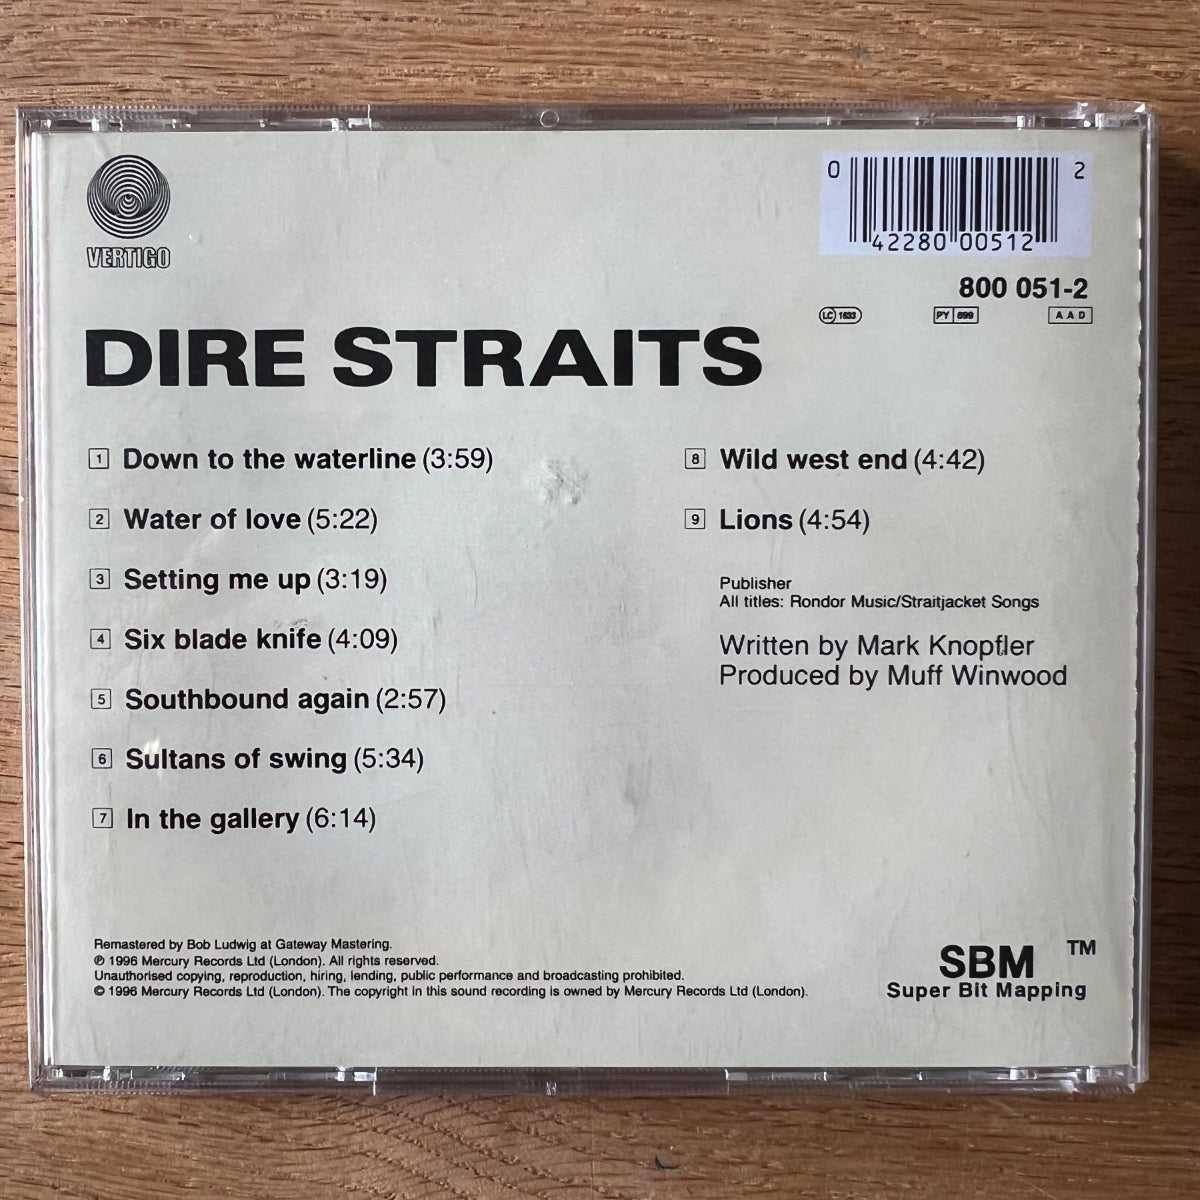 VERTIGO
0 42280 00512 2
800 051-2
LC 1633
PY 899
AAD
DIRE STRAITS
1 Down to the waterline (3:59)
2 Water of love (5:22)
3 Setting me up (3:19)
4 Six blade knife (4:09)
5 Southbound again (2:57)
6 Sultans of swing (5:34)
7 In the gallery (6:14)
8 Wild west end (4:42)
9 Lions (4:54)
Publisher
All titles: Rondor Music/Straitjacket Songs
Written by Mark Knopfler
Produced by Muff Winwood
Remastered by Bob Ludwig at Gateway Mastering.
℗ 1996 Mercury Records Ltd (London). All rights reserved.
Unauthorised copying, reproduction, hiring, lending, public performance and broadcasting prohibited.
© 1996 Mercury Records Ltd (London). The copyright in this sound recording is owned by Mercury Records Ltd (London).
SBM ™
Super Bit Mapping